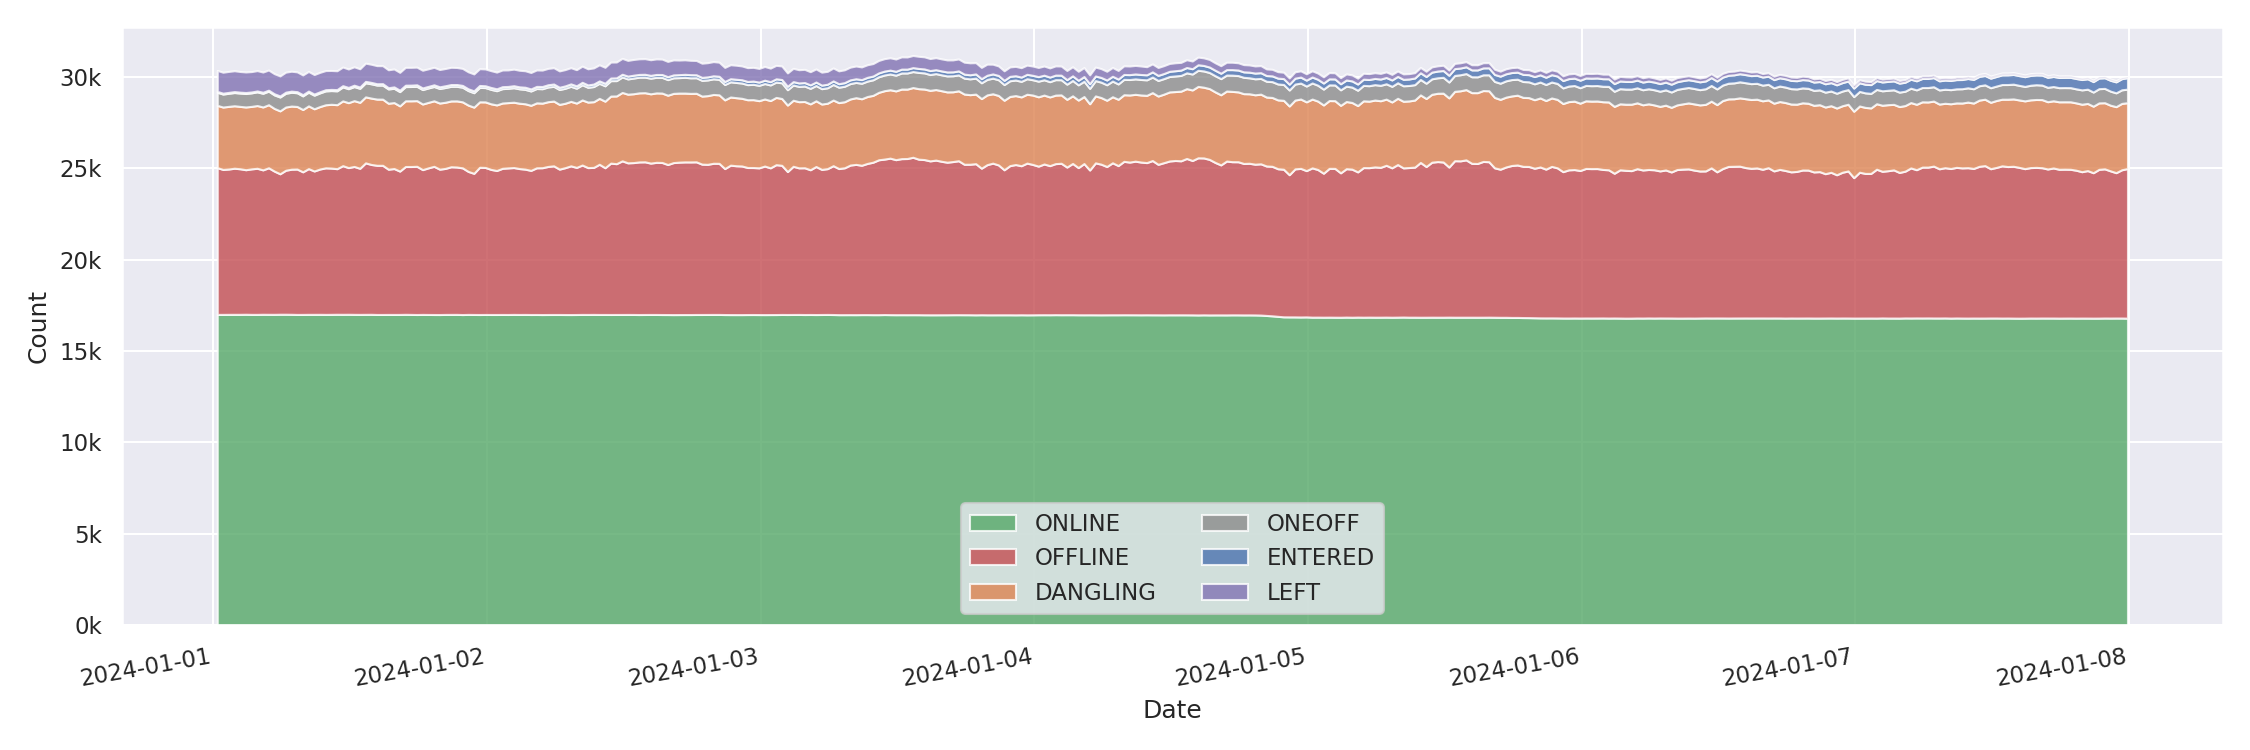 30k
25k
20k
15k
10k
5k
0k
Count
ONLINE
OFFLINE
DANGLING
ONEOFF
ENTERED
LEFT
2024-01-01
2024-01-02
2024-01-03
2024-01-04
2024-01-05
2024-01-06
2024-01-07
2024-01-08
Date